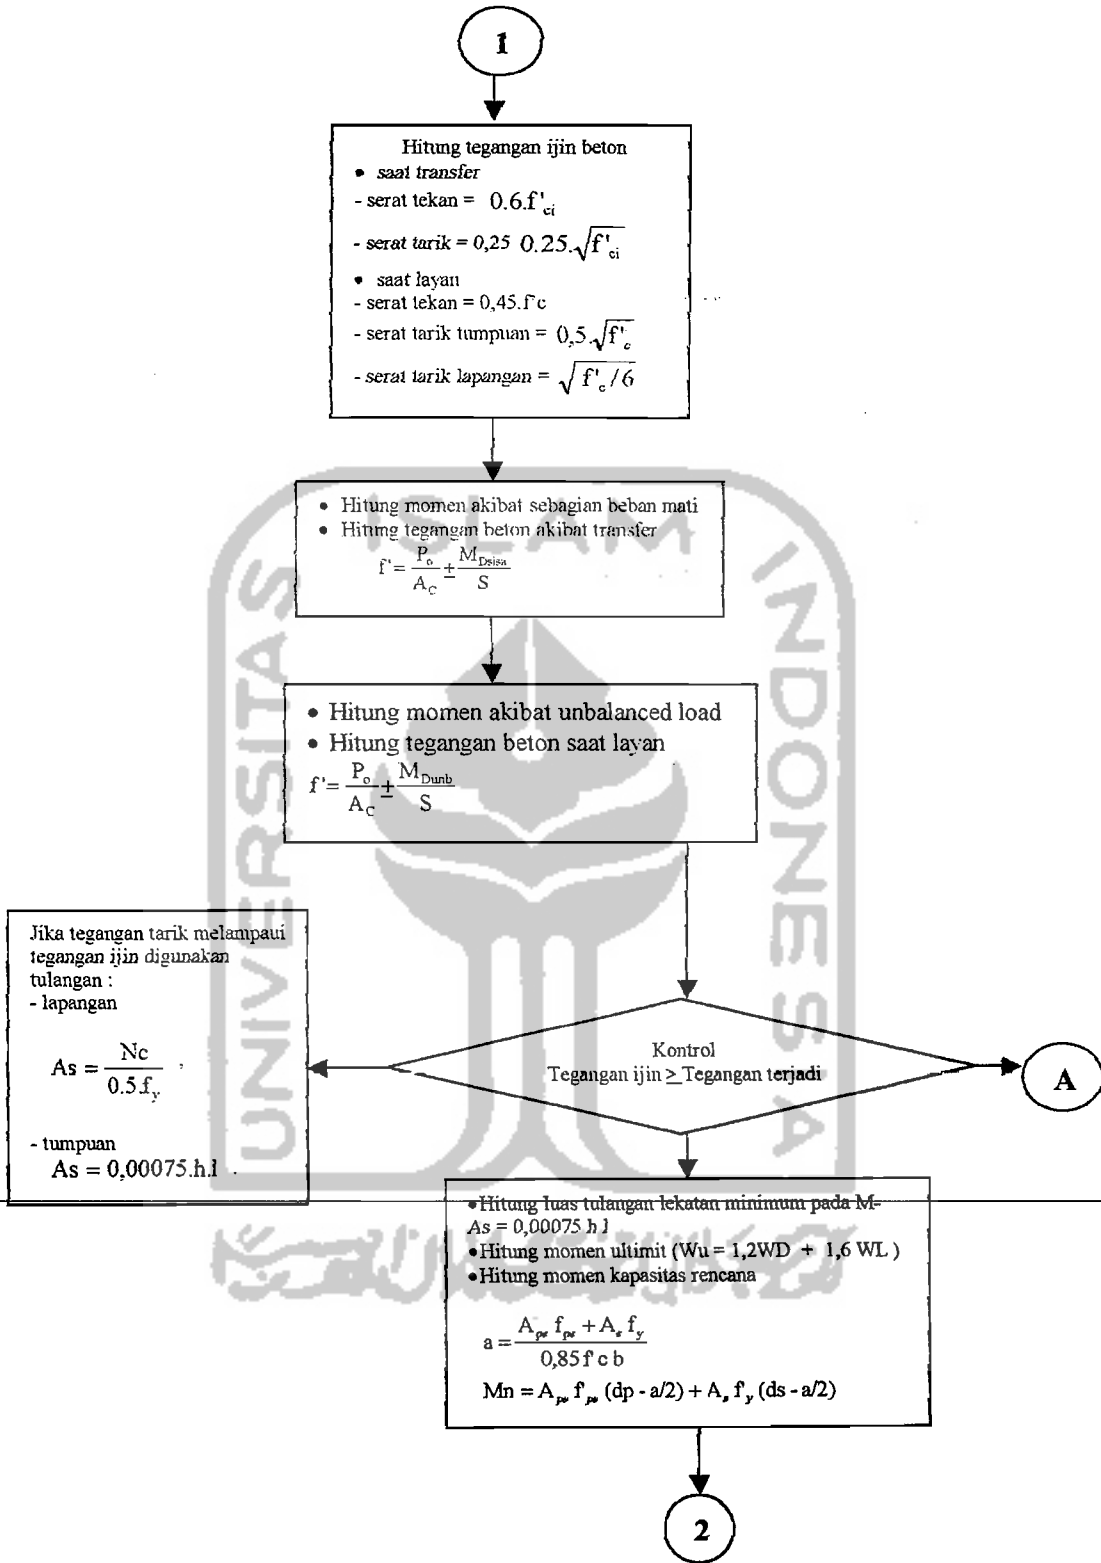 1
Hitung tegangan ijin beton
• saat transfer
- serat tekan = 0.6.f'ci
- serat tarik = 0,25 0.25.√f'ci
• saat layan
- serat tekan = 0,45.f'c
- serat tarik tumpuan = 0,5.√f'c
- serat tarik lapangan = √f'c/6
• Hitung momen akibat sebagian beban mati
• Hitung tegangan beton akibat transfer
f' = Po/AC ± MDsisa/S
• Hitung momen akibat unbalanced load
• Hitung tegangan beton saat layan
f' = Po/AC ± MDunb/S
Jika tegangan tarik melampaui
tegangan ijin digunakan
tulangan :
- lapangan
As = Nc/0.5.fy
- tumpuan
As = 0,00075.h.l
Kontrol
Tegangan ijin ≥ Tegangan terjadi
A
• Hitung luas tulangan lekatan minimum pada M-
As = 0,00075 h l
• Hitung momen ultimit (Wu = 1,2WD + 1,6 WL )
• Hitung momen kapasitas rencana
a = Aps fps + As fy / 0,85 f'c b
Mn = Aps fps (dp - a/2) + As fy (ds - a/2)
2
UNIVERSITAS
ISLAM
INDONESIA